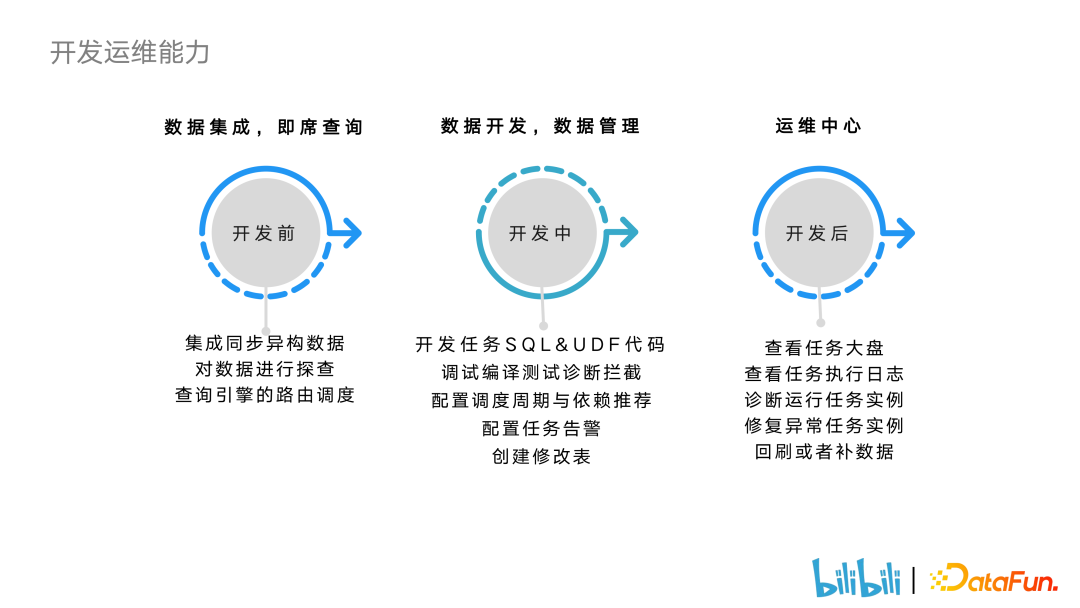 开发运维能力
数据集成，即席查询
开发前
集成同步异构数据
对数据进行探查
查询引擎的路由调度
数据开发，数据管理
开发中
开发任务SQL&UDF代码
调试编译测试诊断拦截
配置调度周期与依赖推荐
配置任务告警
创建修改表
运维中心
开发后
查看任务大盘
查看任务执行日志
诊断运行任务实例
修复异常任务实例
回刷或者补数据
bilibili | DataFun.